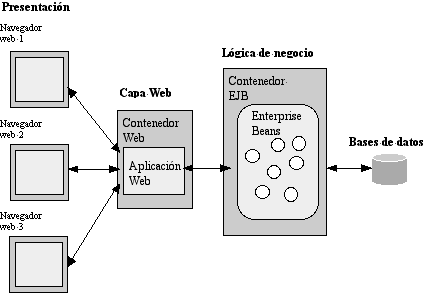 Presentación
Navegador
web 1
Navegador
web 2
Navegador
web 3
Capa Web
Contenedor
Web
Aplicación
Web
Lógica de negocio
Contenedor
EJB
Enterprise
Beans
Bases de datos